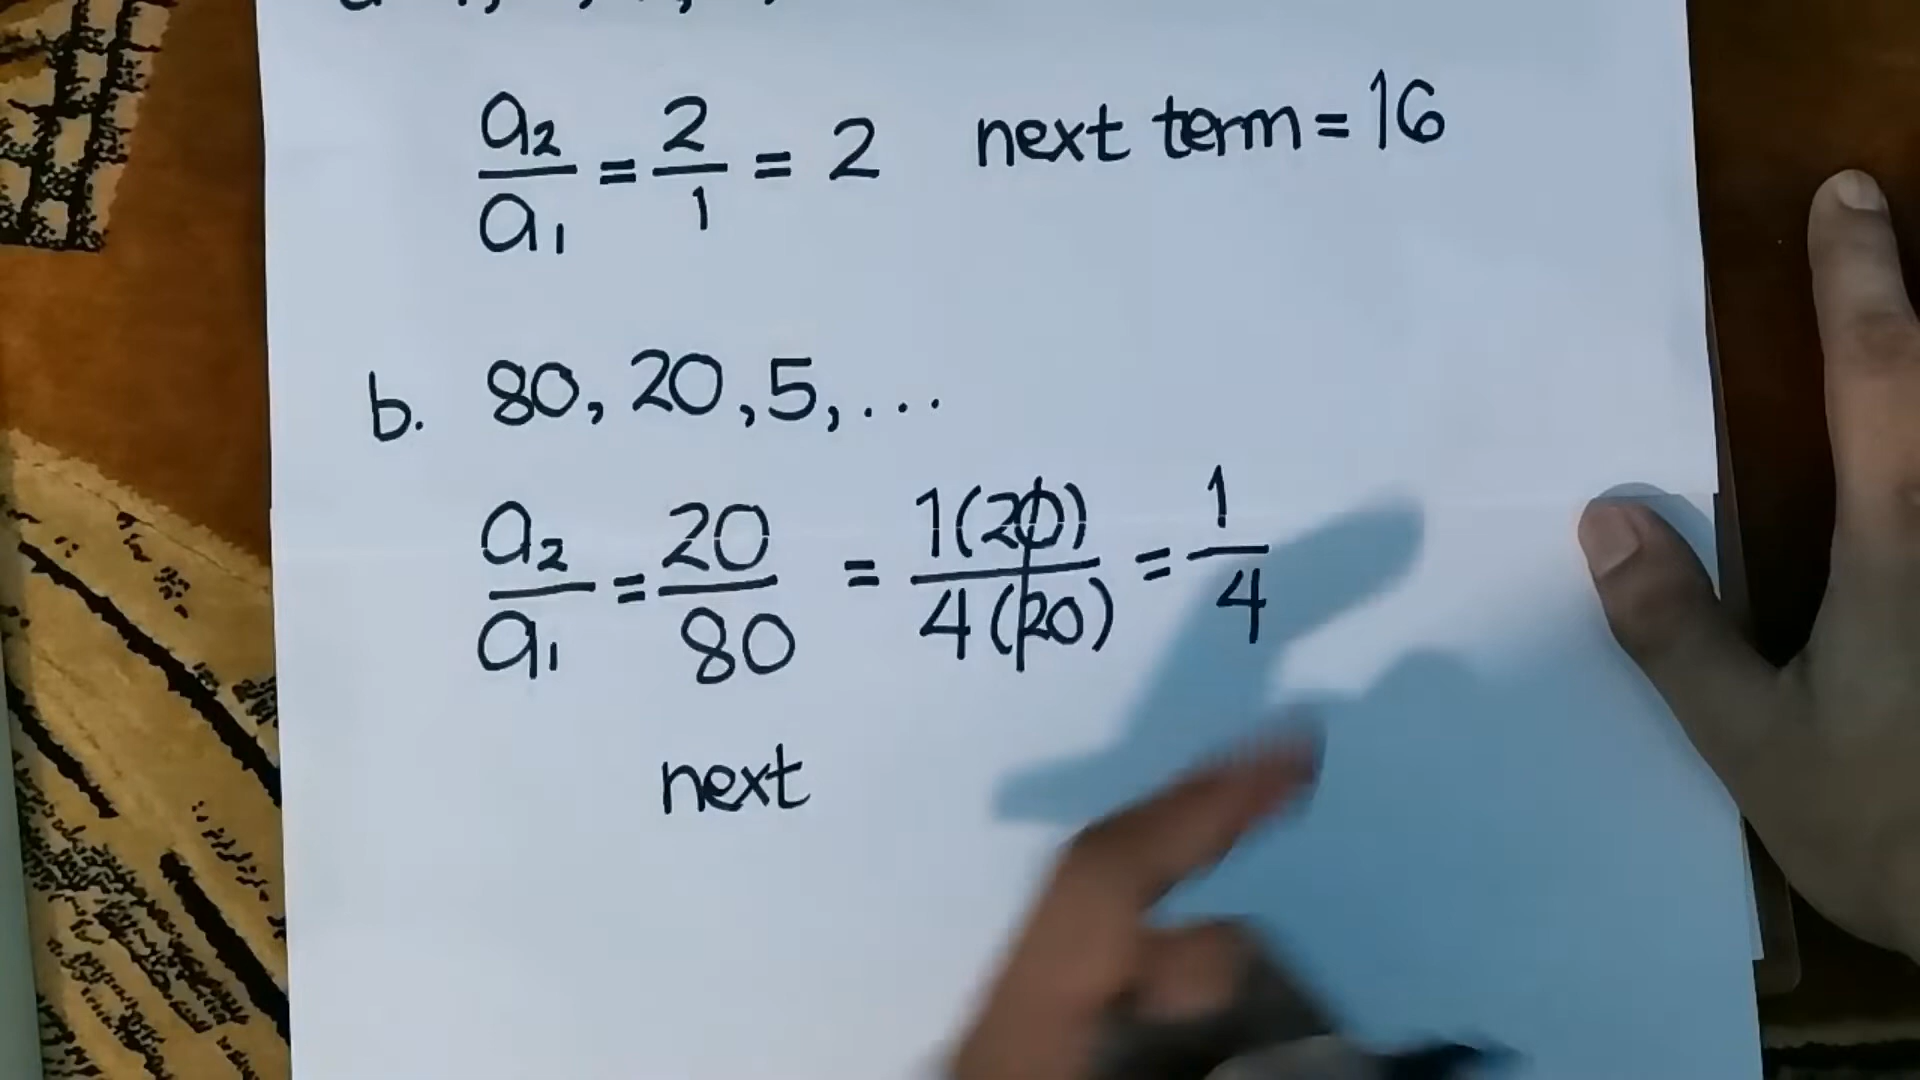 a₂/a₁ = 2/1 = 2 next term = 16
b. 80, 20, 5, ...
a₂/a₁ = 20/80 = 1(20)/4(20) = 1/4
next